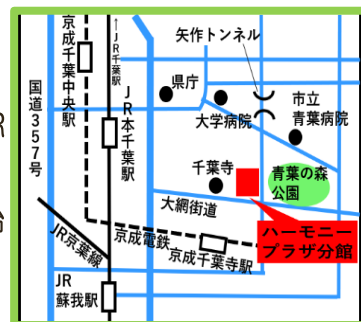 京成千葉中央駅
↑JR千葉駅
矢作トンネル
県庁
大学病院
市立
青葉病院
国道357号
JR本千葉駅
千葉寺
青葉の森
公園
大網街道
ハーモニー
プラザ分館
JR京葉線
京成電鉄
京成千葉寺駅
JR
蘇我駅